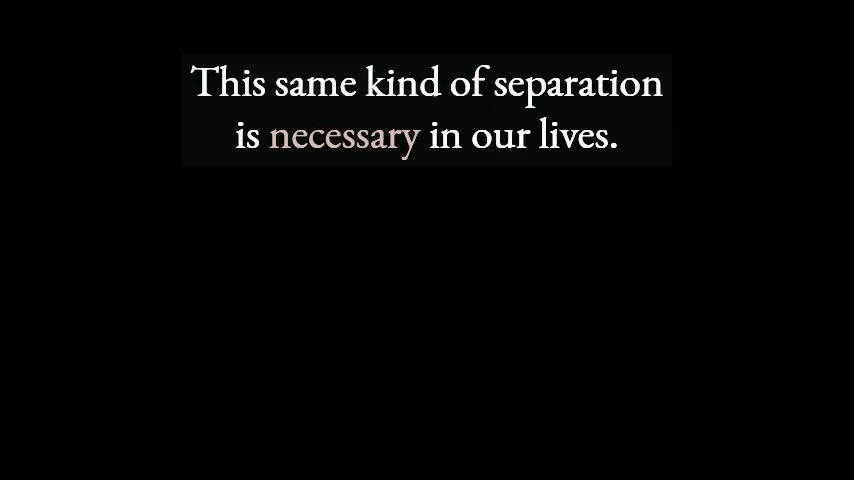 This same kind of separation
is necessary in our lives.